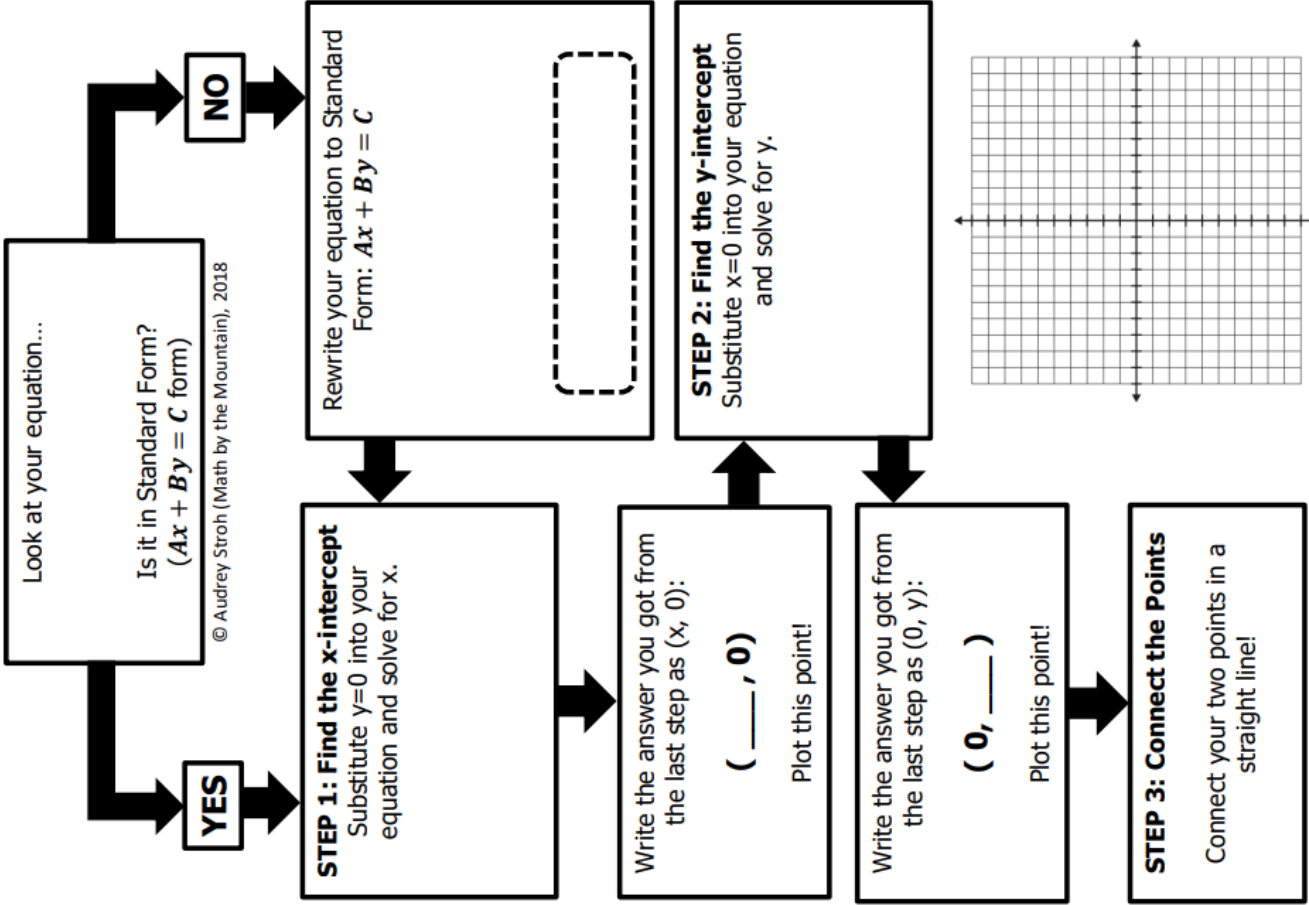 Look at your equation...
Is it in Standard Form?
(Ax + By = C form)
© Audrey Stroh (Math by the Mountain), 2018
YES
NO
Rewrite your equation to Standard
Form: Ax + By = C
STEP 1: Find the x-intercept
Substitute y=0 into your
equation and solve for x.
Write the answer you got from
the last step as (x, 0):
( ___, 0)
Plot this point!
STEP 2: Find the y-intercept
Substitute x=0 into your equation
and solve for y.
Write the answer you got from
the last step as (0, y):
( 0, ___ )
Plot this point!
STEP 3: Connect the Points
Connect your two points in a
straight line!